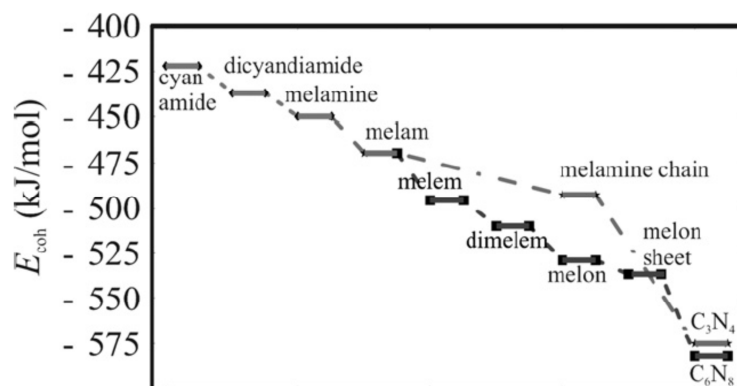 - 400
- 425
- 450
- 475
- 500
- 525
- 550
- 575
E_coh (kJ/mol)
cyan
amide
dicyandiamide
melamine
melam
melem
dimelem
melon
melamine chain
melon
sheet
C₃N₄
C₆N₈